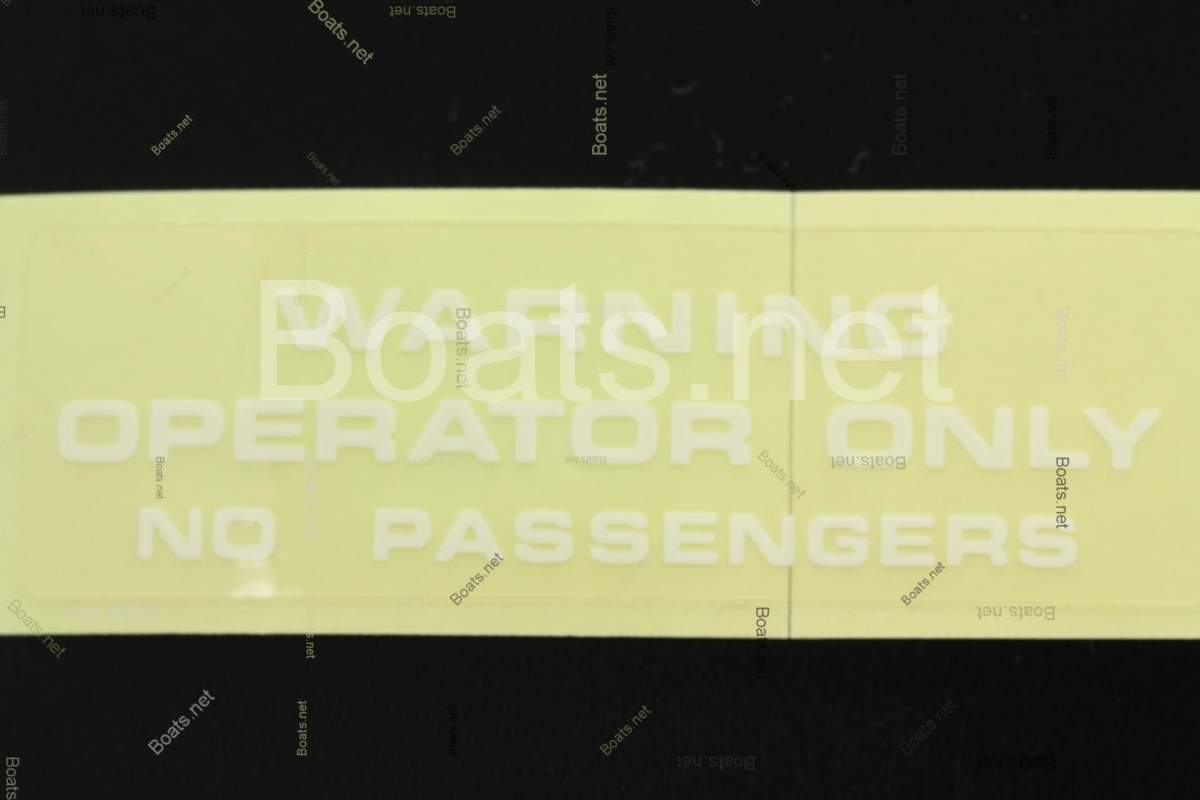 WARNING
Boats.net
OPERATOR ONLY
NO PASSENGERS